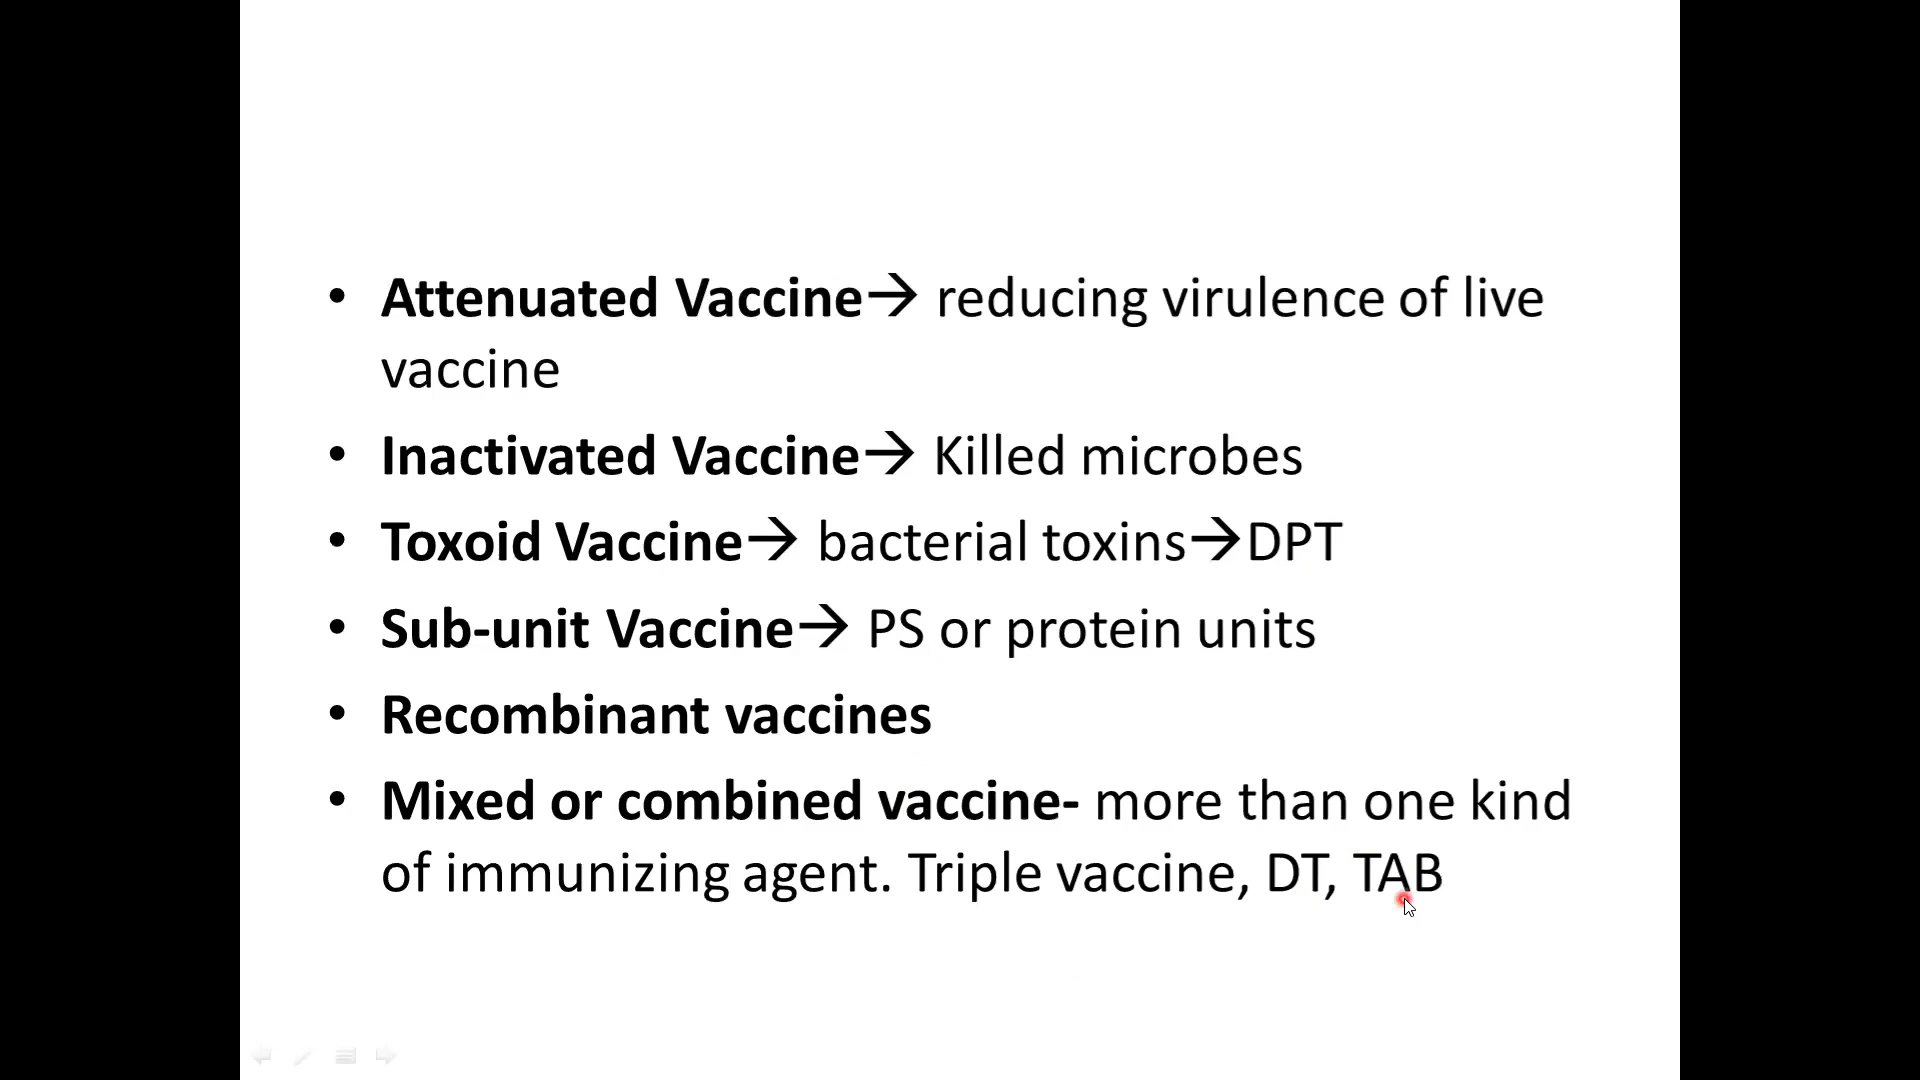 • Attenuated Vaccine→ reducing virulence of live
vaccine
• Inactivated Vaccine→ Killed microbes
• Toxoid Vaccine→ bacterial toxins→DPT
• Sub-unit Vaccine→ PS or protein units
• Recombinant vaccines
• Mixed or combined vaccine- more than one kind
of immunizing agent. Triple vaccine, DT, TAB